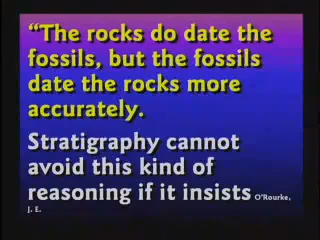 “The rocks do date the
fossils, but the fossils
date the rocks more
accurately.
Stratigraphy cannot
avoid this kind of
reasoning if it insists O'Rourke,
J. E.